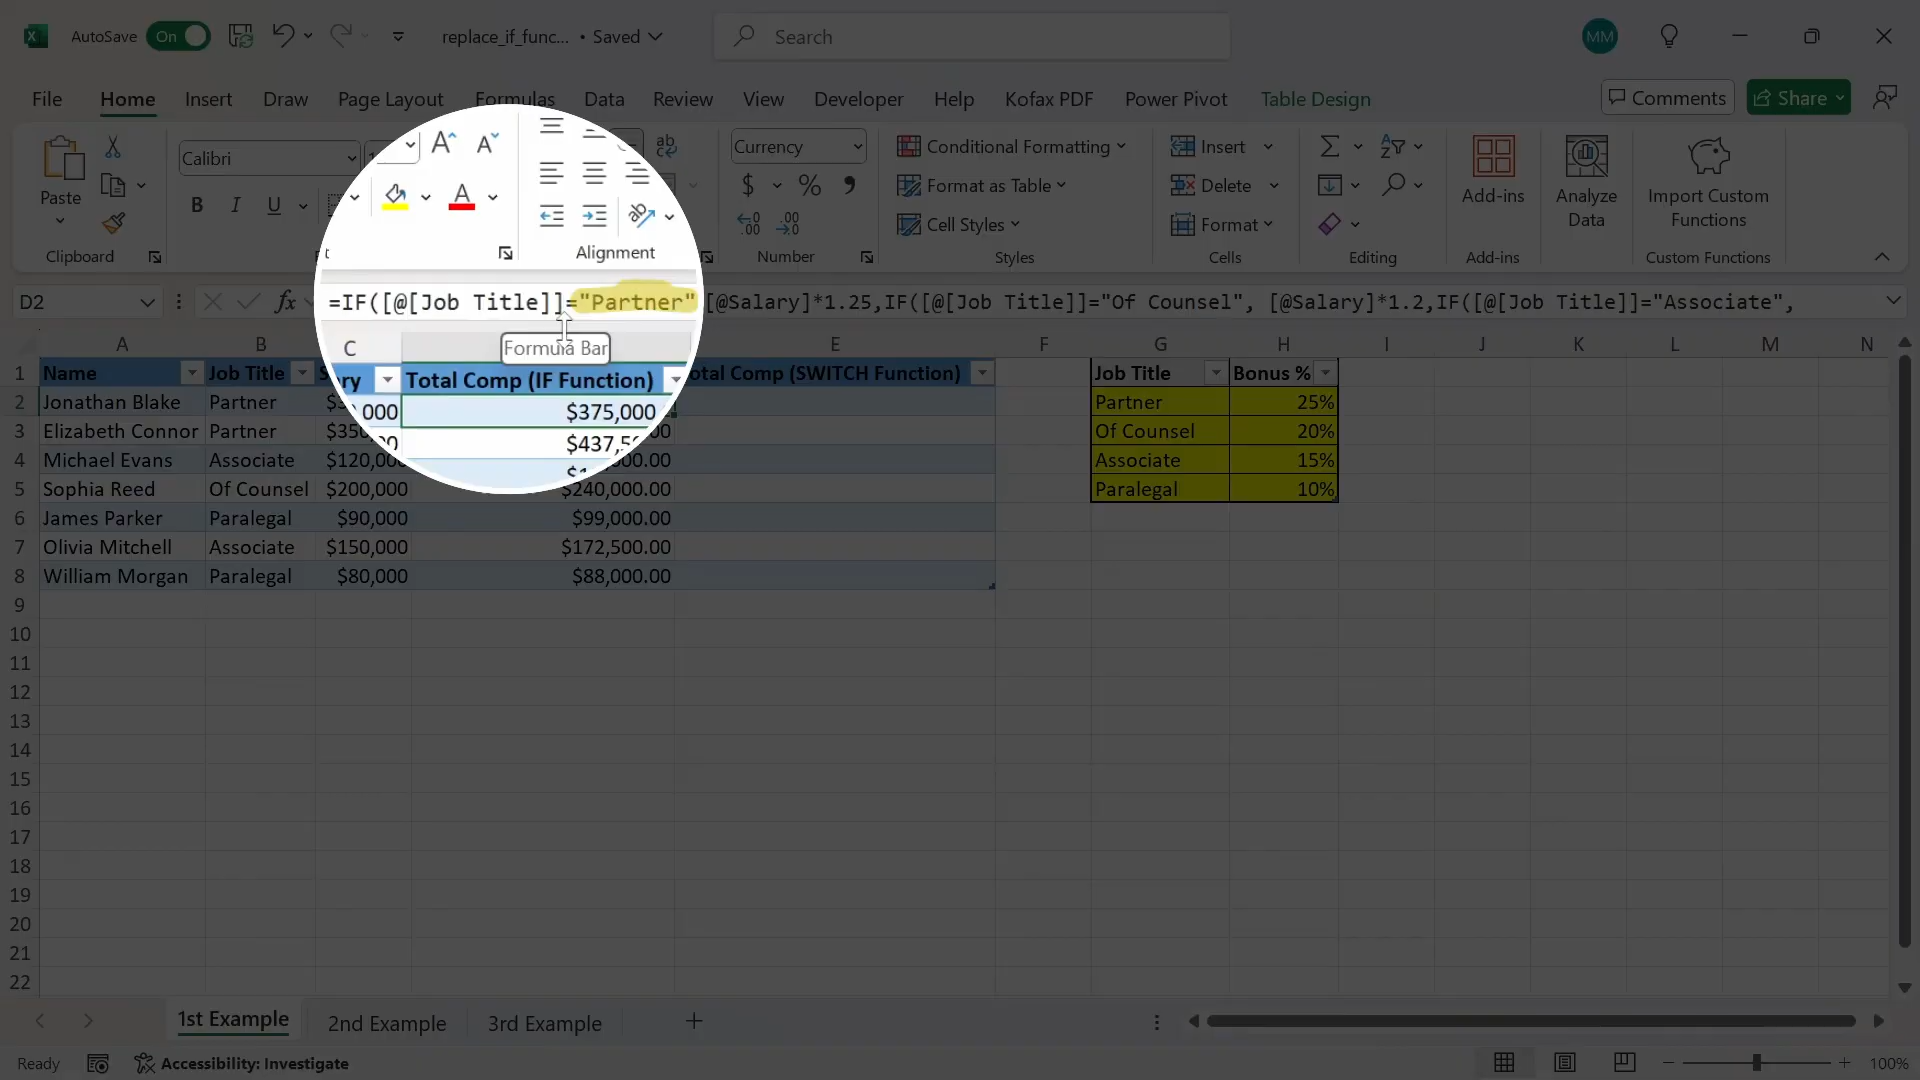 AutoSave On replace_if_func... • Saved Search MM
File Home Insert Draw Page Layout Formulas Data Review View Developer Help Kofax PDF Power Pivot Table Design Comments Share
Calibri Currency Conditional Formatting Insert
Paste Format as Table Delete Add-ins Analyze Data Import Custom Functions
B I U Cell Styles Format
Clipboard Alignment Number Styles Cells Editing Add-ins Custom Functions
D2 fx =IF([@[Job Title]]="Partner" [@Salary]*1.25,IF([@[Job Title]]="Of Counsel", [@Salary]*1.2,IF([@[Job Title]]="Associate",
Formula Bar
A B C E F G H I J K L M N
1 Name Job Title Total Comp (IF Function) Total Comp (SWITCH Function) Job Title Bonus %
2 Jonathan Blake Partner $375,000 Partner 25%
3 Elizabeth Connor Partner Of Counsel 20%
4 Michael Evans Associate Associate 15%
5 Sophia Reed Of Counsel $200,000 $240,000.00 Paralegal 10%
6 James Parker Paralegal $90,000 $99,000.00
7 Olivia Mitchell Associate $150,000 $172,500.00
8 William Morgan Paralegal $80,000 $88,000.00
9
10
11
12
13
14
15
16
17
18
19
20
21
22
1st Example 2nd Example 3rd Example
Ready Accessibility: Investigate 100%